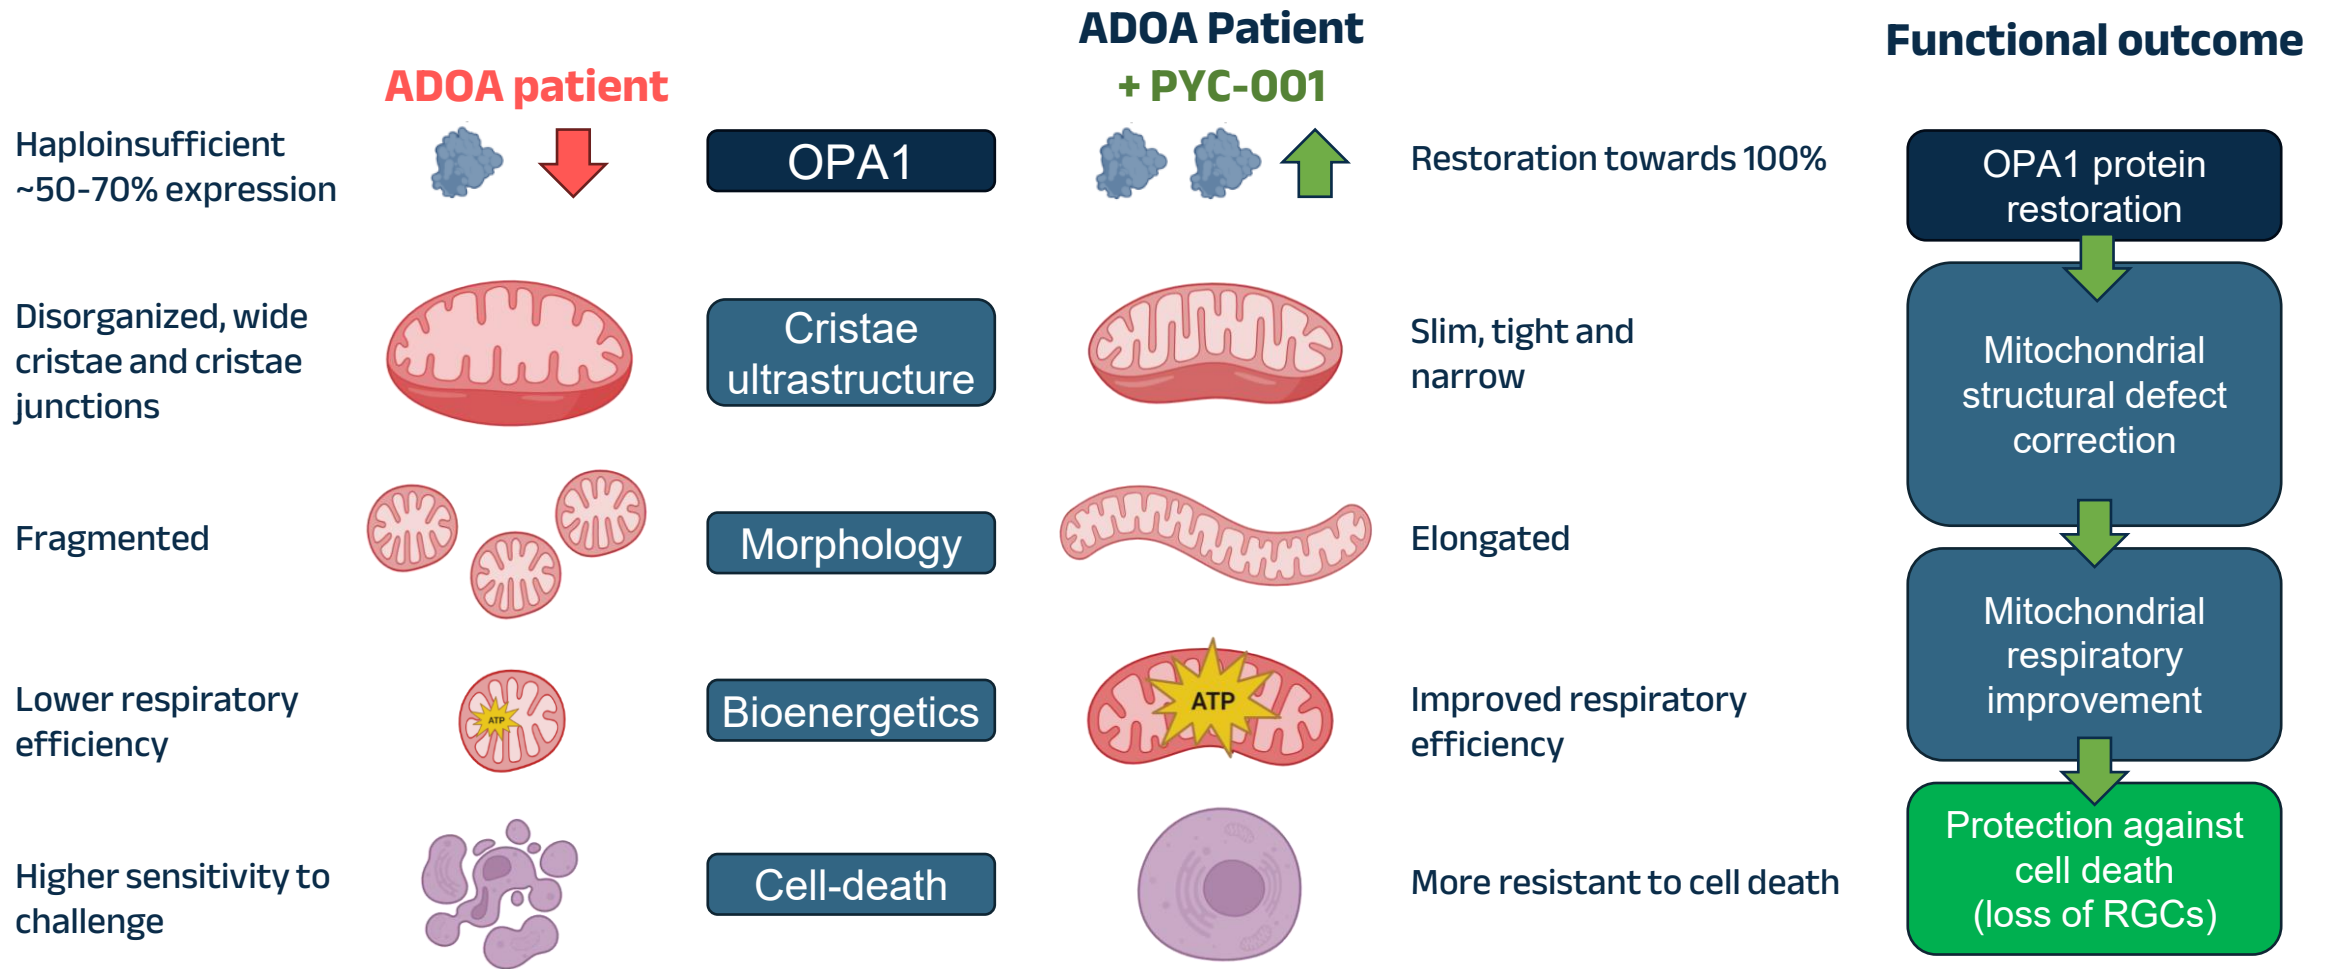 ADOA patient
ADOA Patient
+ PYC-001
Functional outcome
Haploinsufficient
~50-70% expression
OPA1
Restoration towards 100%
OPA1 protein
restoration
Disorganized, wide
cristae and cristae
junctions
Cristae
ultrastructure
Slim, tight and
narrow
Mitochondrial
structural defect
correction
Fragmented
Morphology
Elongated
Lower respiratory
efficiency
ATP
Bioenergetics
ATP
Improved respiratory
efficiency
Mitochondrial
respiratory
improvement
Higher sensitivity to
challenge
Cell-death
More resistant to cell death
Protection against
cell death
(loss of RGCs)